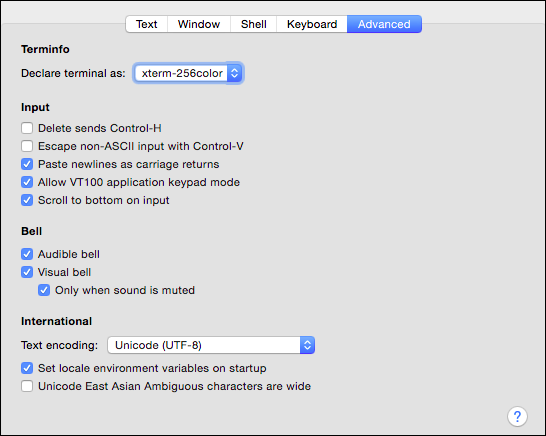 Text Window Shell Keyboard Advanced
Terminfo
Declare terminal as: xterm-256color
Input
Delete sends Control-H
Escape non-ASCII input with Control-V
Paste newlines as carriage returns
Allow VT100 application keypad mode
Scroll to bottom on input
Bell
Audible bell
Visual bell
Only when sound is muted
International
Text encoding: Unicode (UTF-8)
Set locale environment variables on startup
Unicode East Asian Ambiguous characters are wide
?